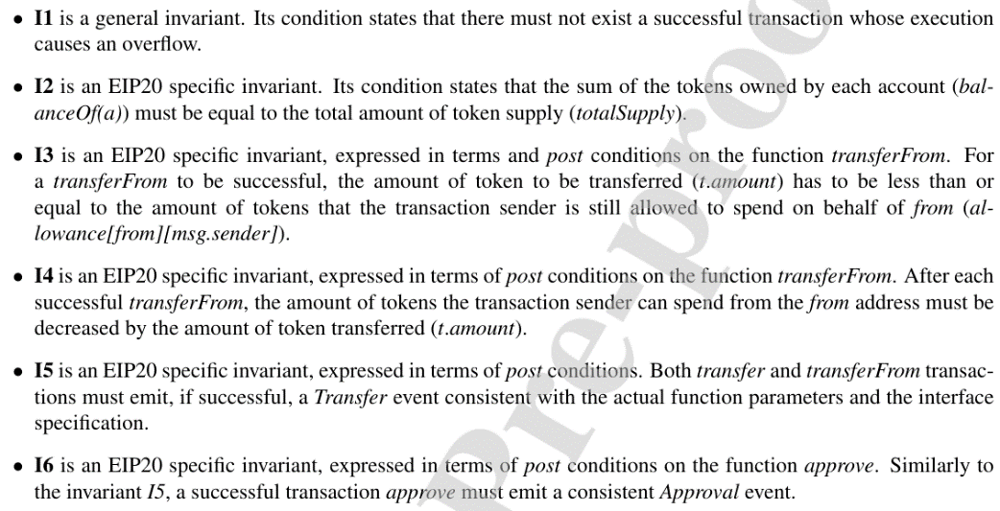 • I1 is a general invariant. Its condition states that there must not exist a successful transaction whose execution
causes an overflow.
• I2 is an EIP20 specific invariant. Its condition states that the sum of the tokens owned by each account (bal-
anceOf(a)) must be equal to the total amount of token supply (totalSupply).
• I3 is an EIP20 specific invariant, expressed in terms and post conditions on the function transferFrom. For
a transferFrom to be successful, the amount of token to be transferred (t.amount) has to be less than or
equal to the amount of tokens that the transaction sender is still allowed to spend on behalf of from (al-
lowance[from][msg.sender]).
• I4 is an EIP20 specific invariant, expressed in terms of post conditions on the function transferFrom. After each
successful transferFrom, the amount of tokens the transaction sender can spend from the from address must be
decreased by the amount of token transferred (t.amount).
• I5 is an EIP20 specific invariant, expressed in terms of post conditions. Both transfer and transferFrom transac-
tions must emit, if successful, a Transfer event consistent with the actual function parameters and the interface
specification.
• I6 is an EIP20 specific invariant, expressed in terms of post conditions on the function approve. Similarly to
the invariant I5, a successful transaction approve must emit a consistent Approval event.
Pre-proo